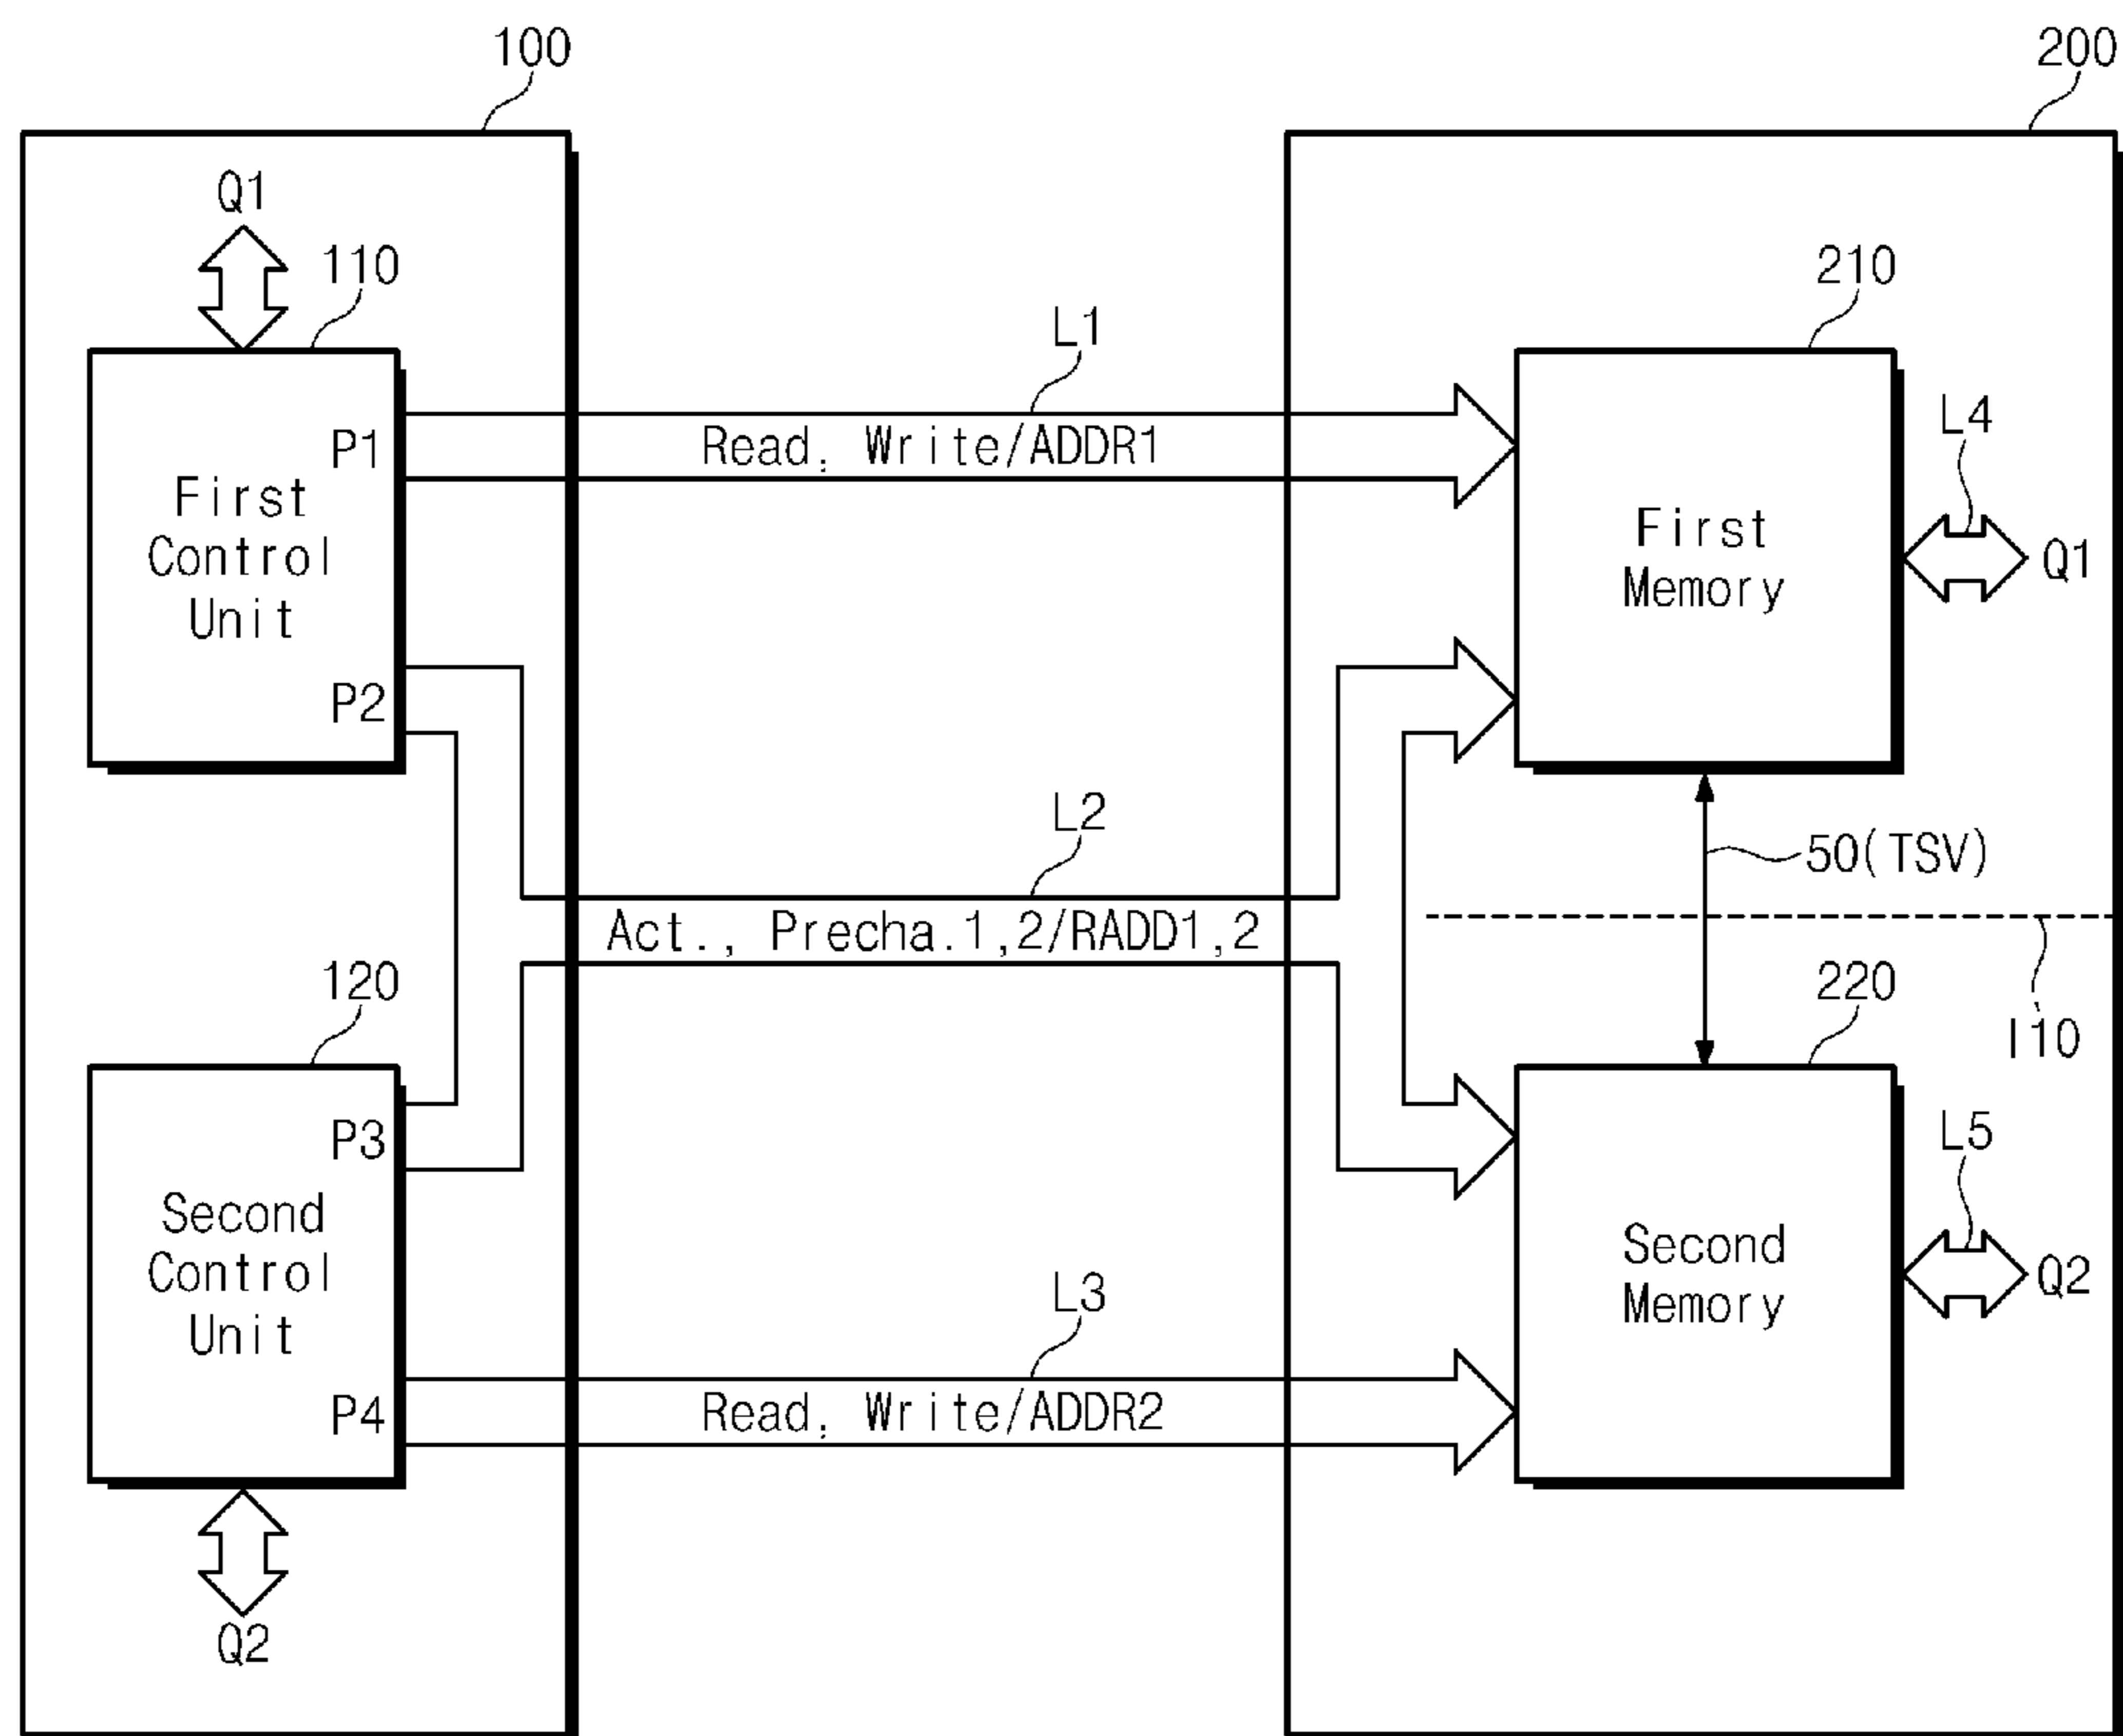 100
200
Q1
110
210
L1
L4
P1
Read, Write/ADDR1
First
Control
Unit
First
Memory
Q1
P2
L2
50(TSV)
Act., Precha.1,2/RADD1,2
120
220
I10
P3
L5
Second
Control
Unit
Second
Memory
Q2
L3
P4
Read, Write/ADDR2
Q2